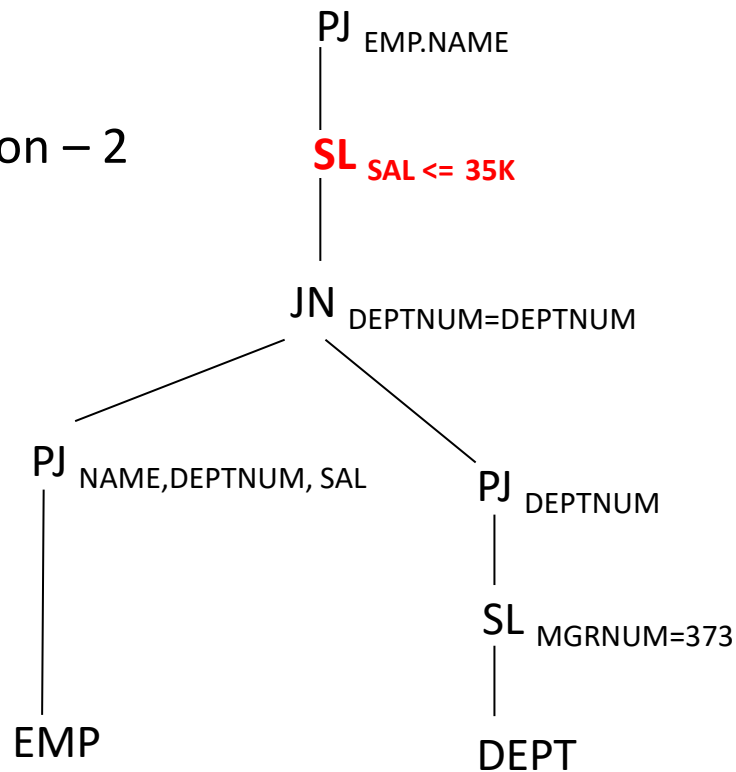 PJ EMP.NAME
on – 2
SL SAL <= 35K
JN DEPTNUM=DEPTNUM
PJ NAME,DEPTNUM, SAL
PJ DEPTNUM
SL MGRNUM=373
EMP
DEPT